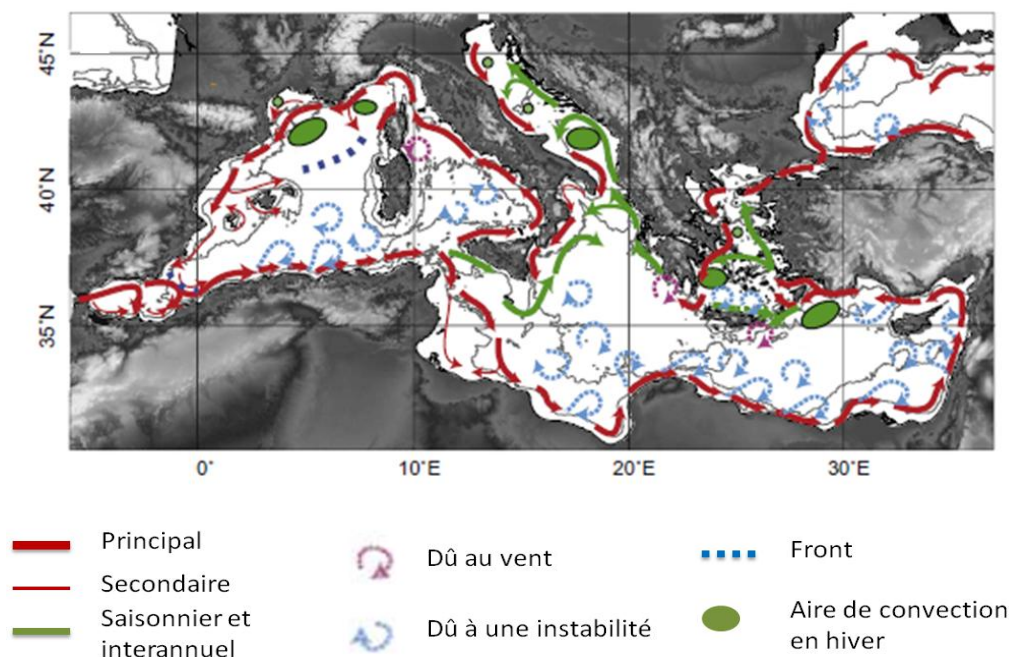 45°N
40°N
35°N
0°
10°E
20°E
30°E
Principal
Secondaire
Saisonnier et
interannuel
Dû au vent
Dû à une instabilité
Front
Aire de convection
en hiver